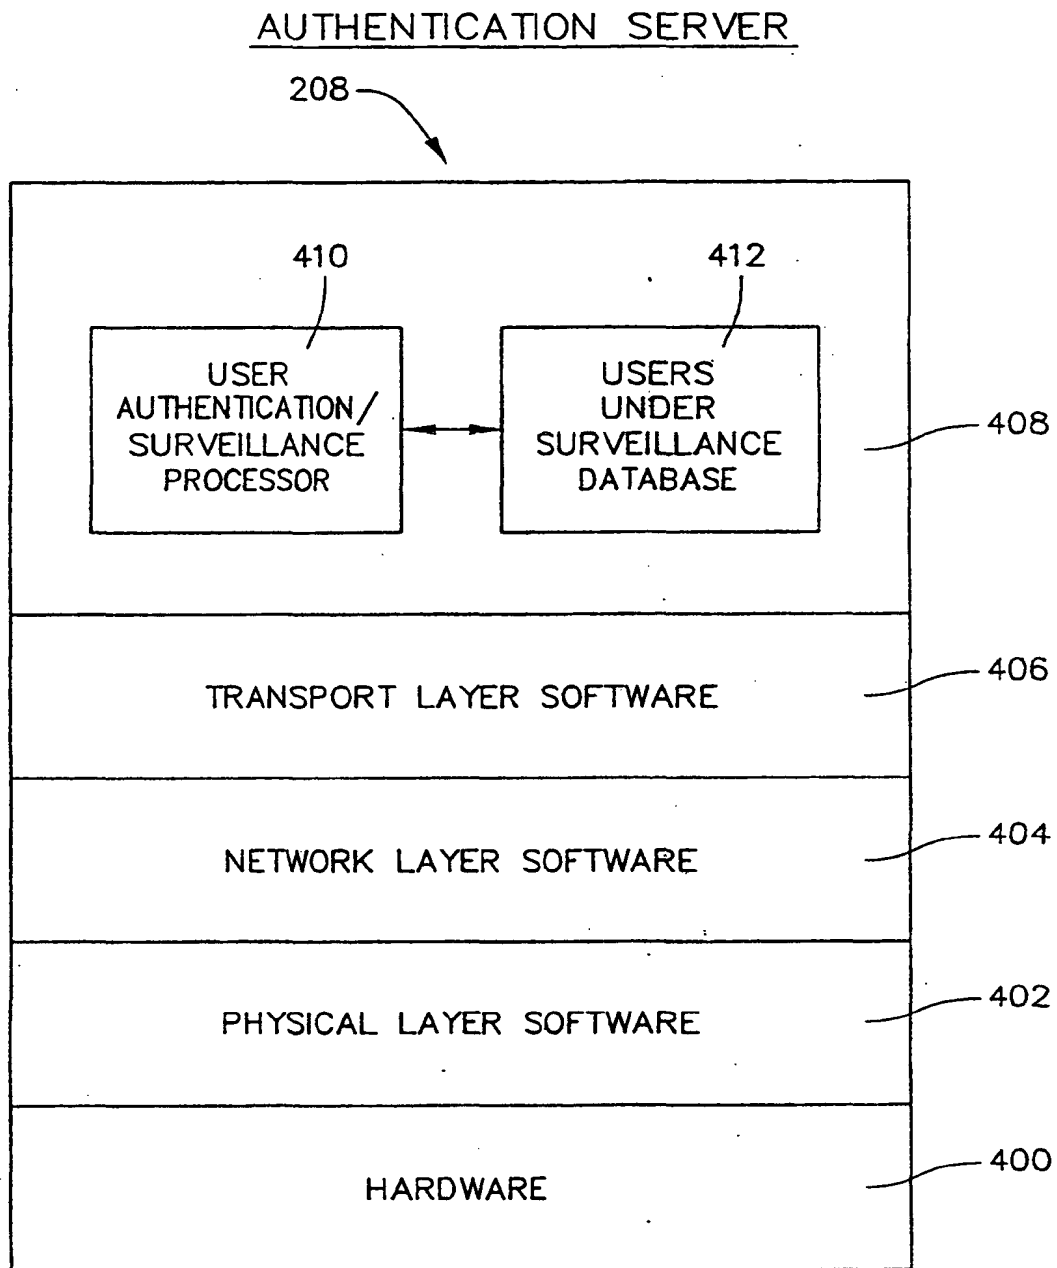 AUTHENTICATION SERVER
208
410
412
USER
AUTHENTICATION/
SURVEILLANCE
PROCESSOR
USERS
UNDER
SURVEILLANCE
DATABASE
408
TRANSPORT LAYER SOFTWARE
406
NETWORK LAYER SOFTWARE
404
PHYSICAL LAYER SOFTWARE
402
HARDWARE
400